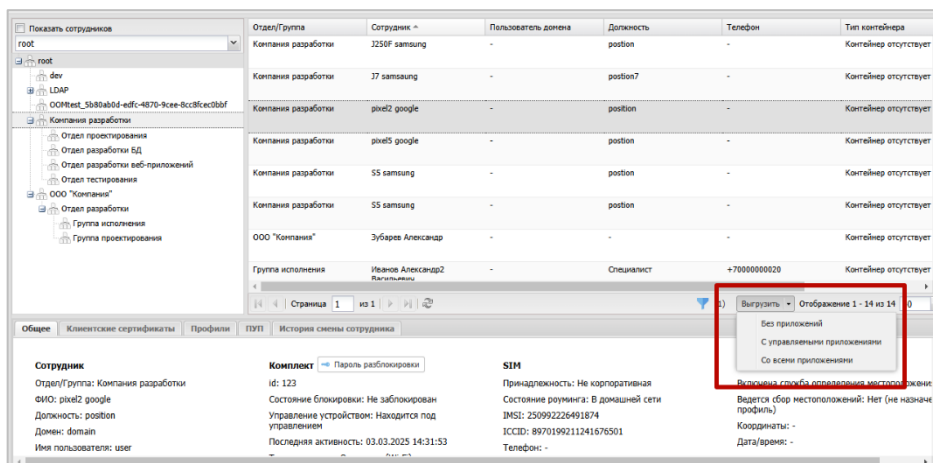 Показать сотрудников
root
root
dev
LDAP
OOMtest_5b80ab0d-edfc-4870-9cee-8cc8fcec0bbf
Компания разработки
Отдел проектирования
Отдел разработки БД
Отдел разработки веб-приложений
Отдел тестирования
ООО "Компания"
Отдел разработки
Группа исполнения
Группа проектирования
Отдел/Группа Сотрудник Пользователь домена Должность Телефон Тип контейнера
Компания разработки J250F samsung - postion - Контейнер отсутствует
Компания разработки J7 samsaung - postion7 - Контейнер отсутствует
Компания разработки pixel2 google - position - Контейнер отсутствует
Компания разработки pixel5 google - postion - Контейнер отсутствует
Компания разработки S5 samsung - postion - Контейнер отсутствует
Компания разработки S5 samsung - postion - Контейнер отсутствует
ООО "Компания" Зубарев Александр - - - Контейнер отсутствует
Группа исполнения Иванов Александр2 - Специалист +70000000020 Контейнер отсутствует
Васильевич
Страница 1 из 1 1) Выгрузить Отображение 1 - 14 из 14
Без приложений
С управляемыми приложениями
Со всеми приложениями
Общее Клиентские сертификаты Профили ПУП История смены сотрудника
Сотрудник
Отдел/Группа: Компания разработки
ФИО: pixel2 google
Должность: position
Домен: domain
Имя пользователя: user
Комплект Пароль разблокировки
id: 123
Состояние блокировки: Не заблокирован
Управление устройством: Находится под
управлением
Последняя активность: 03.03.2025 14:31:53
SIM
Принадлежность: Не корпоративная
Состояние роуминга: В домашней сети
IMSI: 250992226491874
ICCID: 8970199211241676501
Телефон: -
Включена служба определения местоположени
Ведется сбор местоположений: Нет (не назначе
профиль)
Координаты: -
Дата/время: -